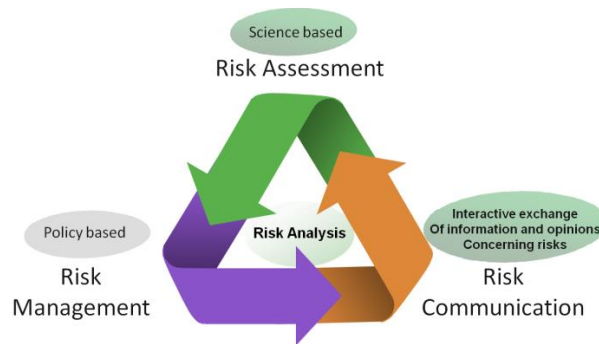 Science based
Risk Assessment
Policy based
Risk
Management
Risk Analysis
Interactive exchange
Of information and opinions
Concerning risks
Risk
Communication